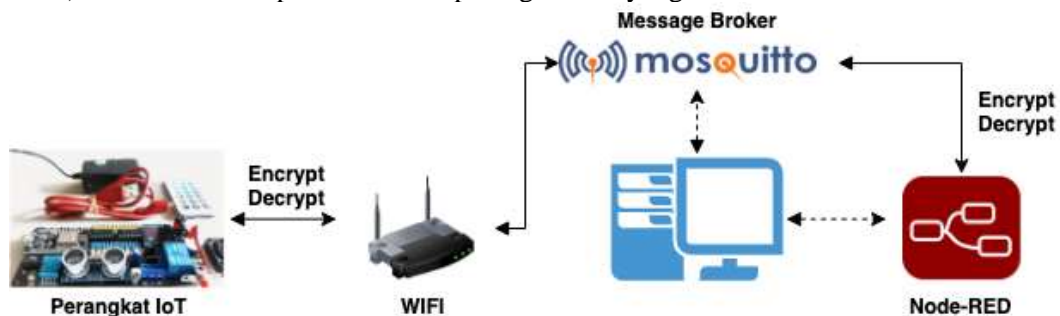 Message Broker
mosquitto
Encrypt
Decrypt
Encrypt
Decrypt
Perangkat IoT
WIFI
Node-RED